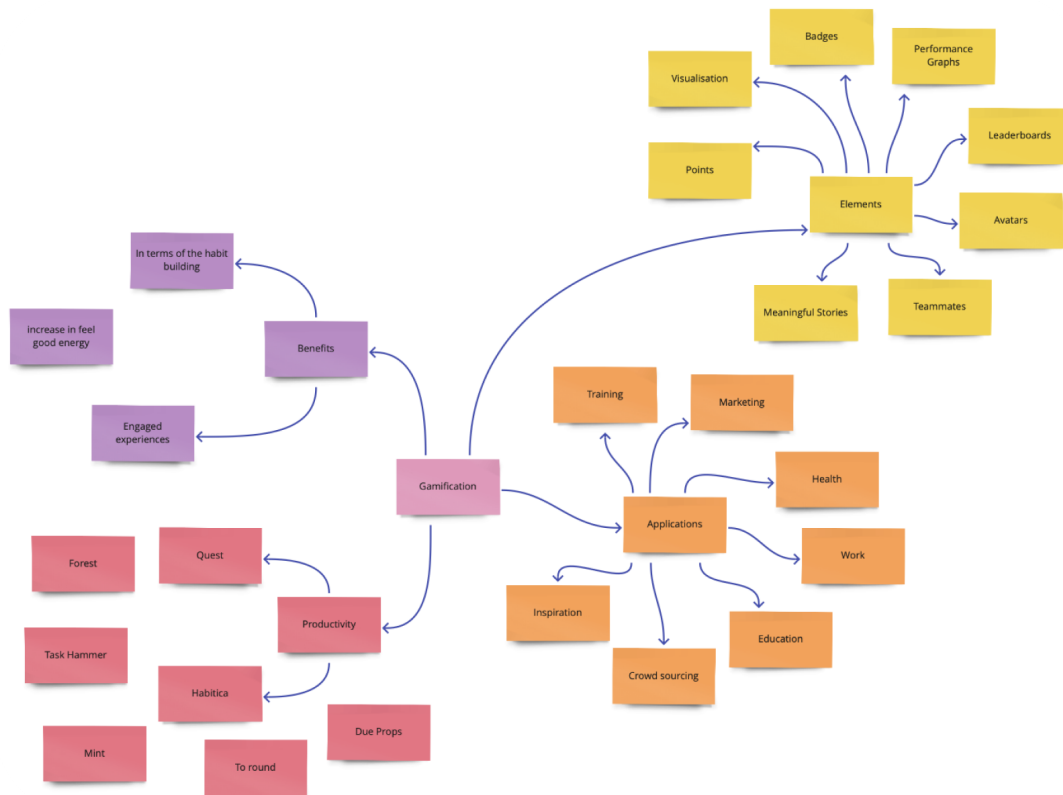 Badges
Performance
Graphs
Visualisation
Leaderboards
Points
Elements
Avatars
Meaningful Stories
Teammates
In terms of the habit
building
increase in feel
good energy
Benefits
Engaged
experiences
Gamification
Training
Marketing
Health
Applications
Work
Inspiration
Education
Crowd sourcing
Forest
Quest
Productivity
Task Hammer
Habitica
Due Props
Mint
To round